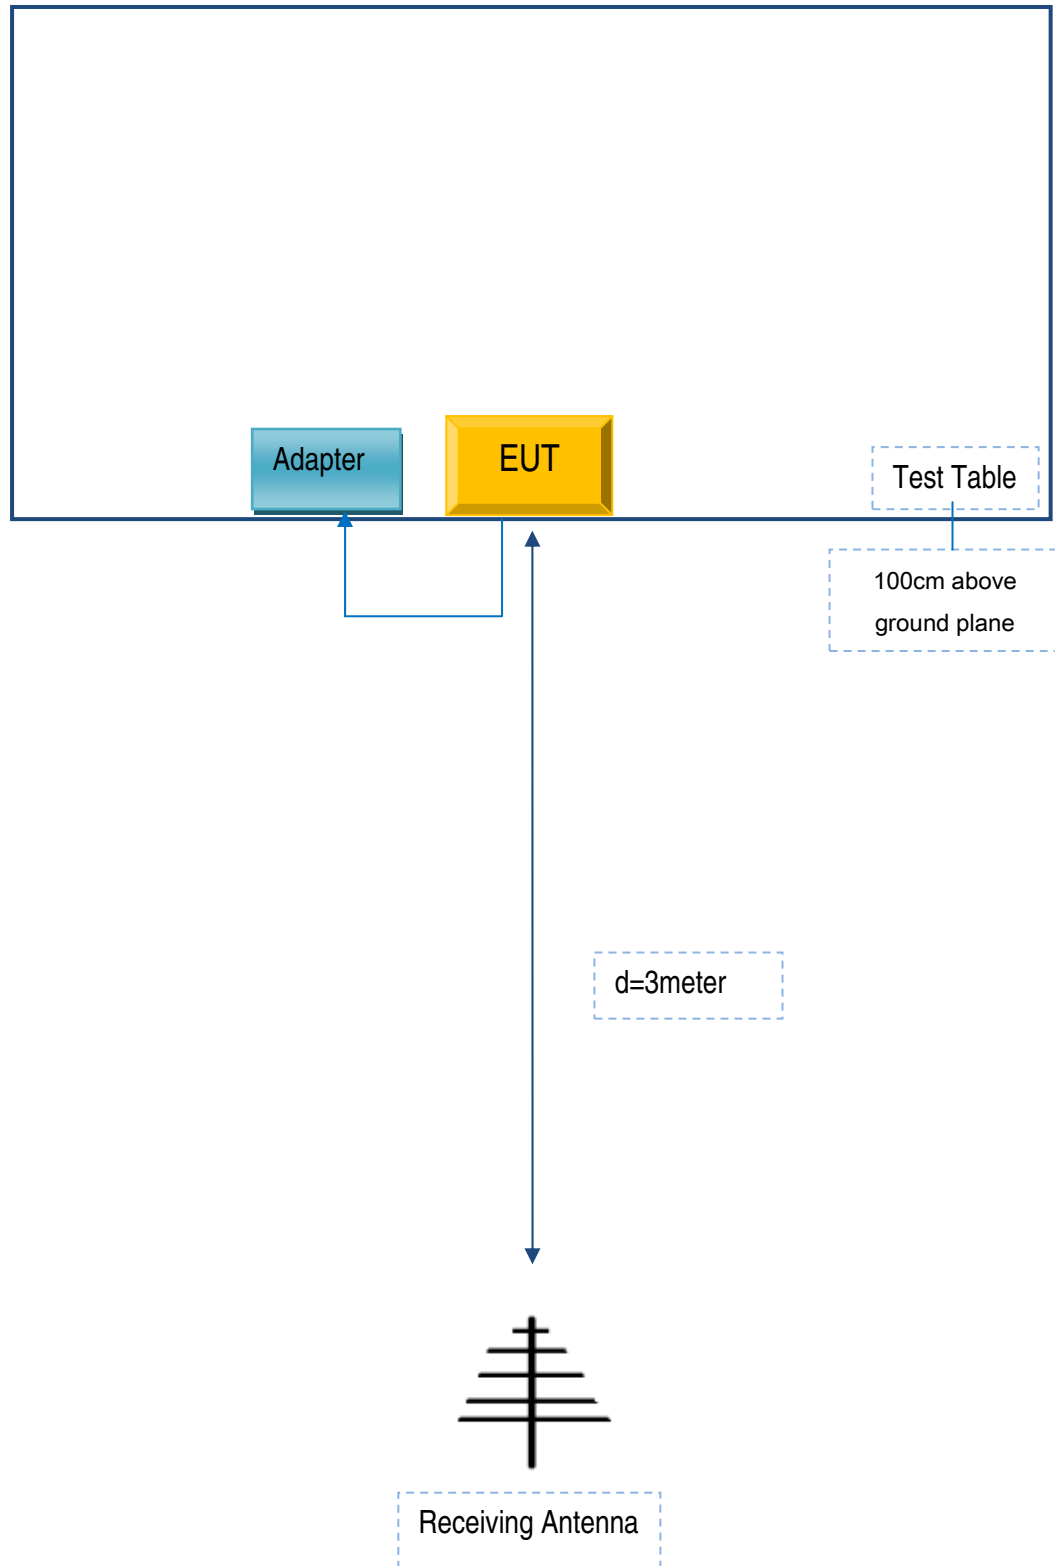 Adapter
EUT
Test Table
100cm above
ground plane
d=3meter
Receiving Antenna